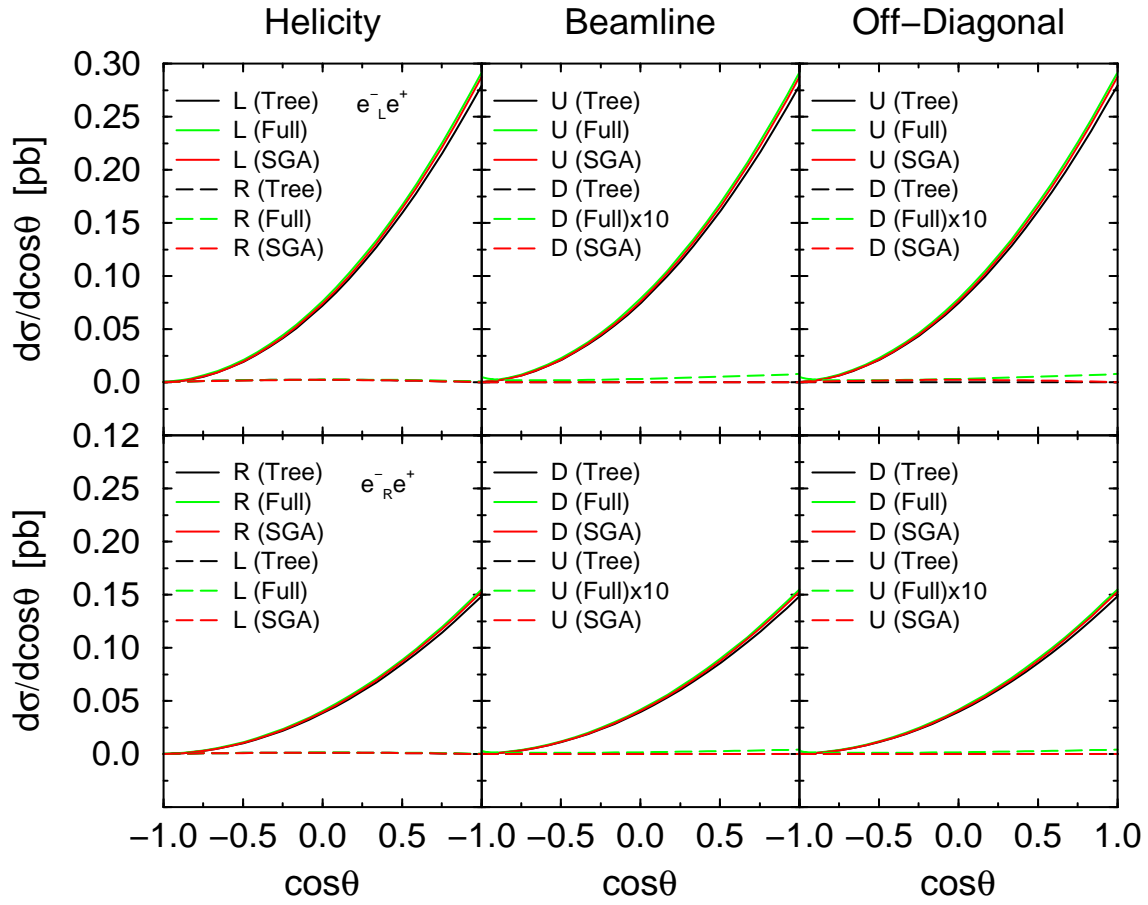 Helicity Beamline Off−Diagonal
0.30
0.25
0.20
0.15
0.10
0.05
0.0
dσ/dcosθ [pb]
L (Tree) e⁻_L e⁺
L (Full)
L (SGA)
R (Tree)
R (Full)
R (SGA)
U (Tree)
U (Full)
U (SGA)
D (Tree)
D (Full)x10
D (SGA)
U (Tree)
U (Full)
U (SGA)
D (Tree)
D (Full)x10
D (SGA)
0.12
0.25
0.20
0.15
0.10
0.05
0.0
dσ/dcosθ [pb]
R (Tree) e⁻_R e⁺
R (Full)
R (SGA)
L (Tree)
L (Full)
L (SGA)
D (Tree)
D (Full)
D (SGA)
U (Tree)
U (Full)x10
U (SGA)
D (Tree)
D (Full)
D (SGA)
U (Tree)
U (Full)x10
U (SGA)
−1.0 −0.5 0.0 0.5 −1.0 −0.5 0.0 0.5 −1.0 −0.5 0.0 0.5 1.0
cosθ cosθ cosθ